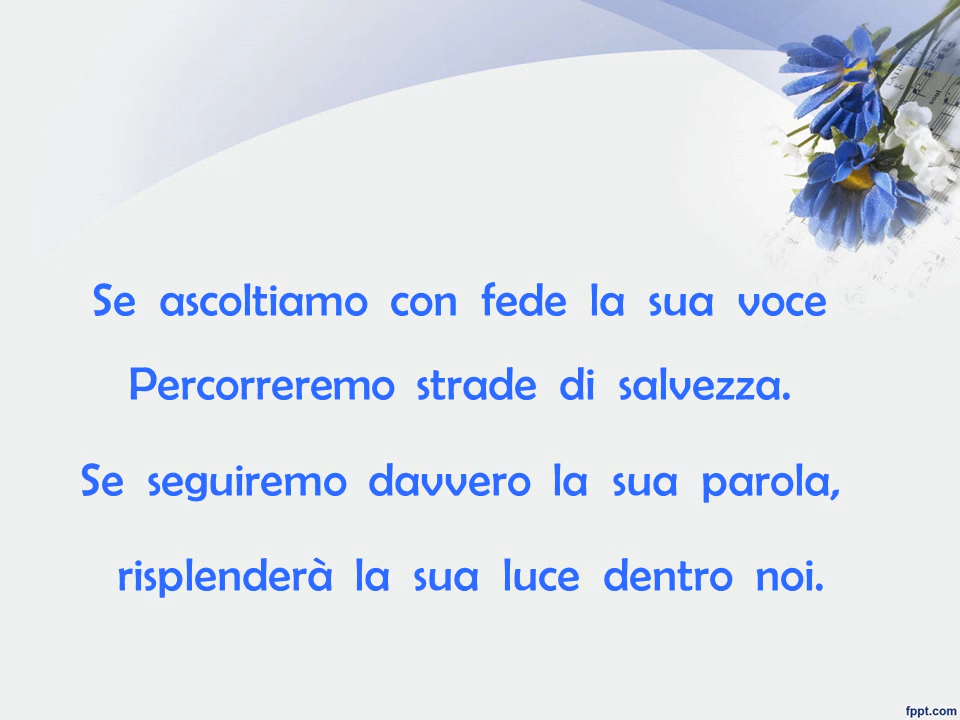 Se ascoltiamo con fede la sua voce
Percorreremo strade di salvezza.
Se seguiremo davvero la sua parola,
risplenderà la sua luce dentro noi.
fppt.com